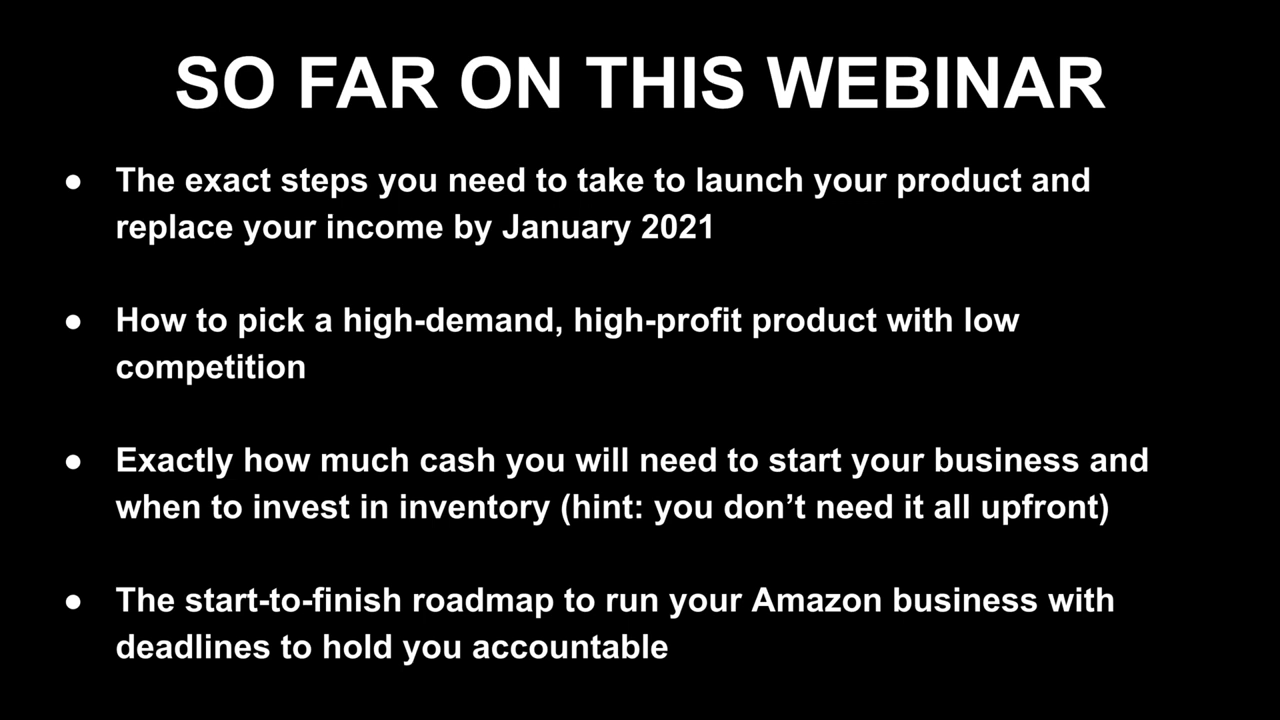 SO FAR ON THIS WEBINAR
● The exact steps you need to take to launch your product and
replace your income by January 2021
● How to pick a high-demand, high-profit product with low
competition
● Exactly how much cash you will need to start your business and
when to invest in inventory (hint: you don’t need it all upfront)
● The start-to-finish roadmap to run your Amazon business with
deadlines to hold you accountable